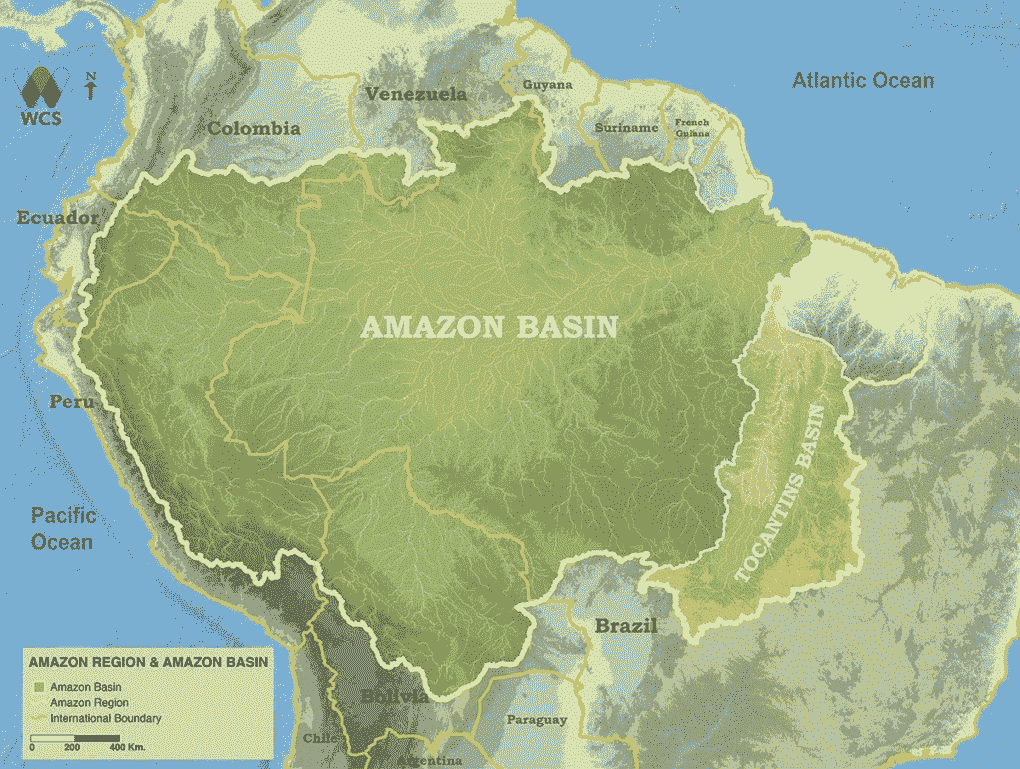 N
WCS
Atlantic Ocean
Venezuela
Guyana
Colombia
Suriname
French
Guiana
Ecuador
AMAZON BASIN
Peru
TOCANTINS BASIN
Pacific
Ocean
Brazil
Bolivia
Paraguay
Chile
Argentina
AMAZON REGION & AMAZON BASIN
Amazon Basin
Amazon Region
International Boundary
0 200 400 Km.